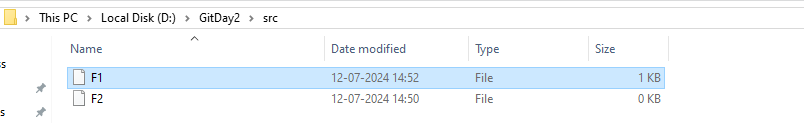 This PC > Local Disk (D:) > GitDay2 > src
Name Date modified Type Size
F1 12-07-2024 14:52 File 1 KB
F2 12-07-2024 14:50 File 0 KB